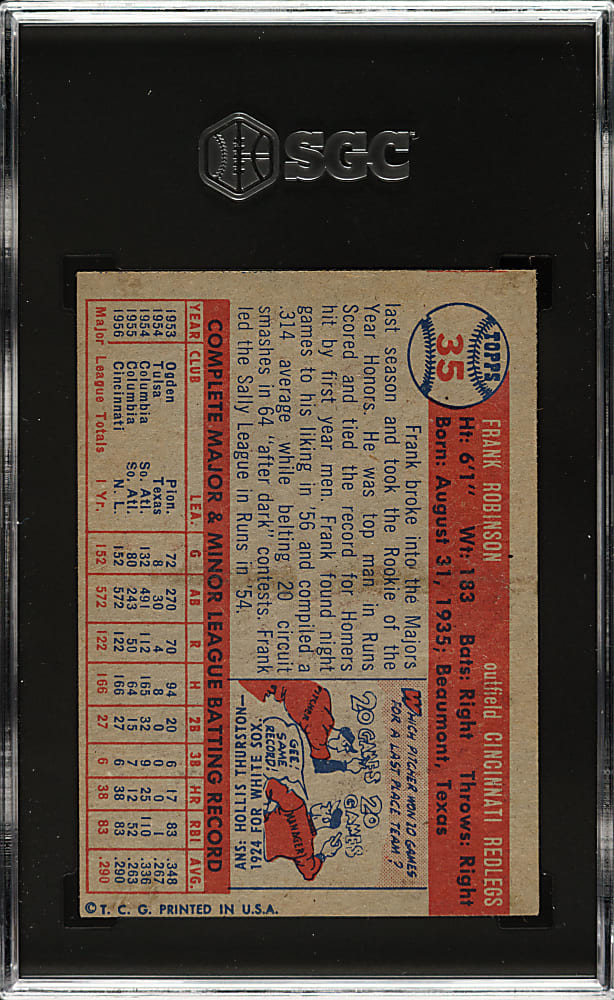 SGC
TOPPS
35
FRANK ROBINSON outfield CINCINNATI REDLEGS
Ht: 6'1" Wt: 183 Bats: Right Throws: Right
Born: August 31, 1935; Beaumont, Texas
Frank broke into the Majors
last season and took the Rookie of the
Year Honors. He was top man in Runs
Scored and tied the record for Homers
hit by first year men. Frank found night
games to his liking in '56 and compiled a
.314 average while belting 20 circuit
smashes in 64 "after dark" contests. Frank
led the Sally League in Runs in '54.
WHICH PITCHER WON 20 GAMES
FOR A LAST PLACE TEAM?
20 GAMES 20 GAMES
PITCHER
GEE,
SAME
RECORD!
MANAGER
ANS: HOLLIS THURSTON—
1924 FOR WHITE SOX.
COMPLETE MAJOR & MINOR LEAGUE BATTING RECORD
YEAR CLUB LEA. G AB R H 2B 3B HR RBI AVG.
1953 Ogden Pion. 72 270 70 94 20 6 17 83 .348
1954 Tulsa Texas 8 30 4 8 0 0 0 1 .267
1954 Columbia So. Atl. 132 491 112 165 32 9 25 110 .336
1955 Columbia So. Atl. 80 243 50 64 15 7 12 52 .263
1956 Cincinnati N. L. 152 572 122 166 27 6 38 83 .290
Major League Totals 1 Yr. 152 572 122 166 27 6 38 83 .290
© T. C. G. PRINTED IN U.S.A.